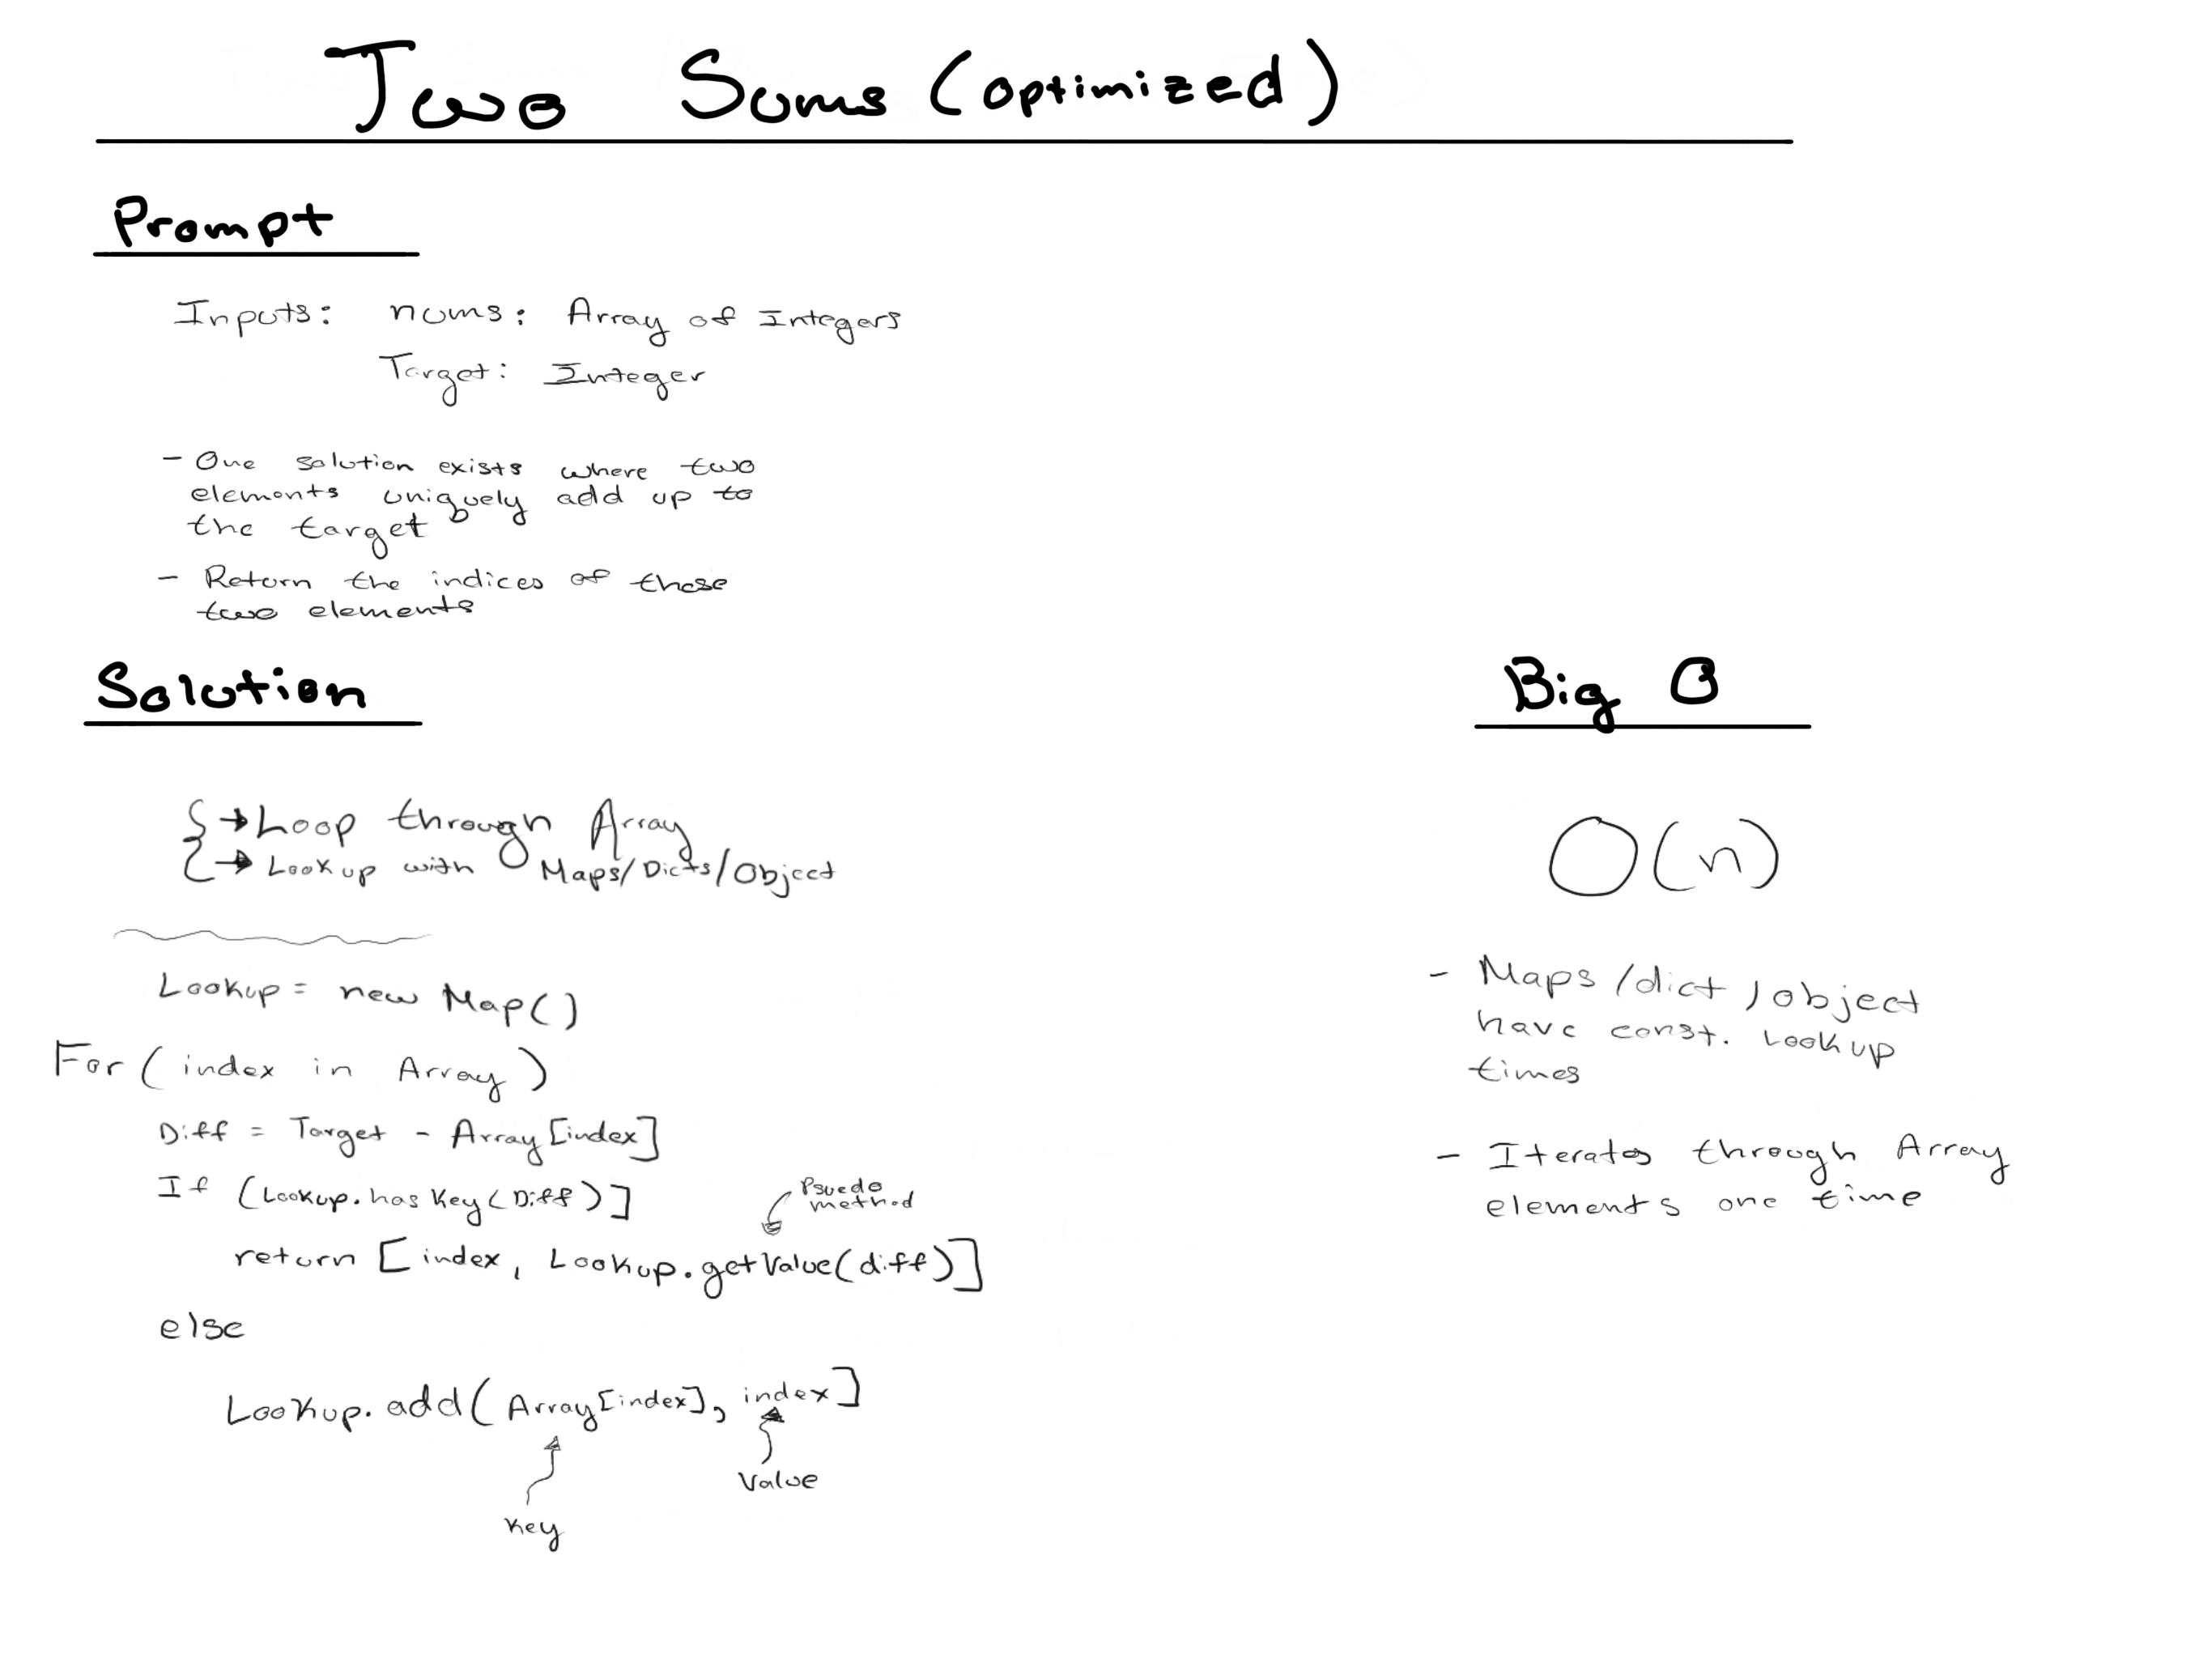 Two Sums (optimized)
Prompt
Inputs: nums: Array of Integers
Target: Integer
- One solution exists where two
elements uniquely add up to
the target
- Return the indices of these
two elements
Solution
{→ Loop through Array
{→ Lookup with Maps/Dicts/Object
Lookup = new Map()
For (index in Array)
Diff = Target - Array[index]
If (Lookup.hasKey(Diff)]
Psuedo
method
return [index, Lookup.getValue(diff)]
else
Lookup.add(Array[index], index]
Value
Key
Big O
O(n)
- Maps/dict/object
have const. Lookup
times
- Iterates through Array
elements one time